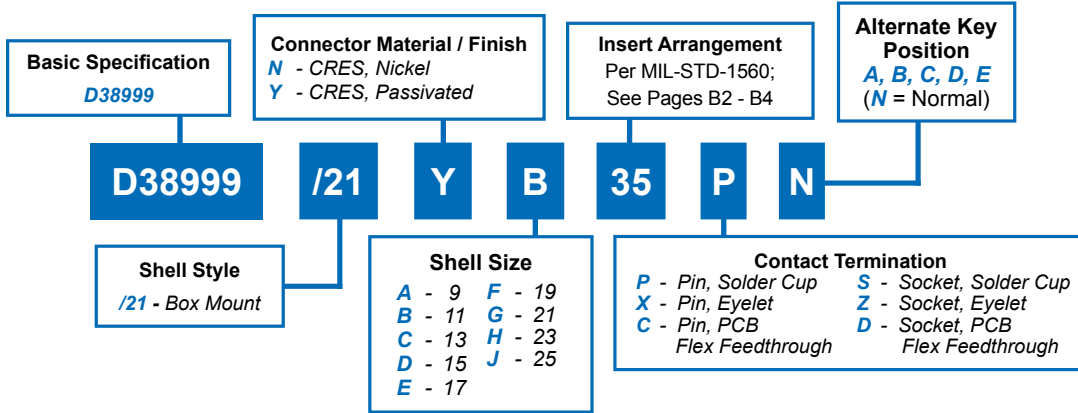 Basic Specification
D38999
Connector Material / Finish
N - CRES, Nickel
Y - CRES, Passivated
Insert Arrangement
Per MIL-STD-1560;
See Pages B2 - B4
Alternate Key
Position
A, B, C, D, E
(N = Normal)
D38999 /21 Y B 35 P N
Shell Style
/21 - Box Mount
Shell Size
A - 9 F - 19
B - 11 G - 21
C - 13 H - 23
D - 15 J - 25
E - 17
Contact Termination
P - Pin, Solder Cup S - Socket, Solder Cup
X - Pin, Eyelet Z - Socket, Eyelet
C - Pin, PCB D - Socket, PCB
Flex Feedthrough Flex Feedthrough